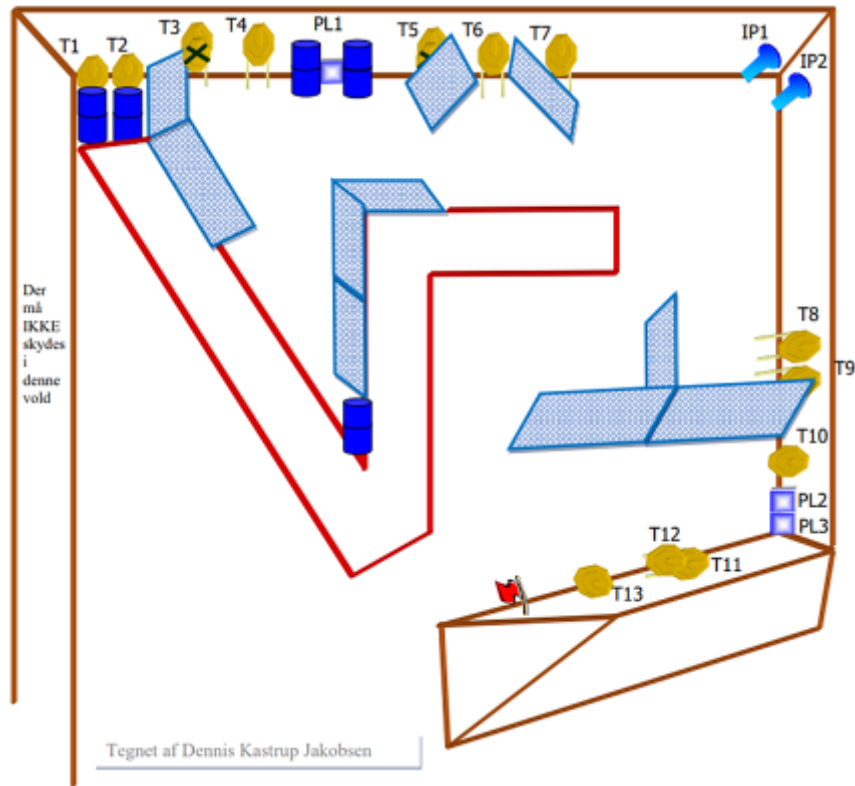 T1
T2
T3
T4
PL1
T5
T6
T7
IP1
IP2
Der
må
IKKE
skydes
i
denne
vold
T8
T9
T10
PL2
PL3
T12
T11
T13
Tegnet af Dennis Kastrup Jakobsen